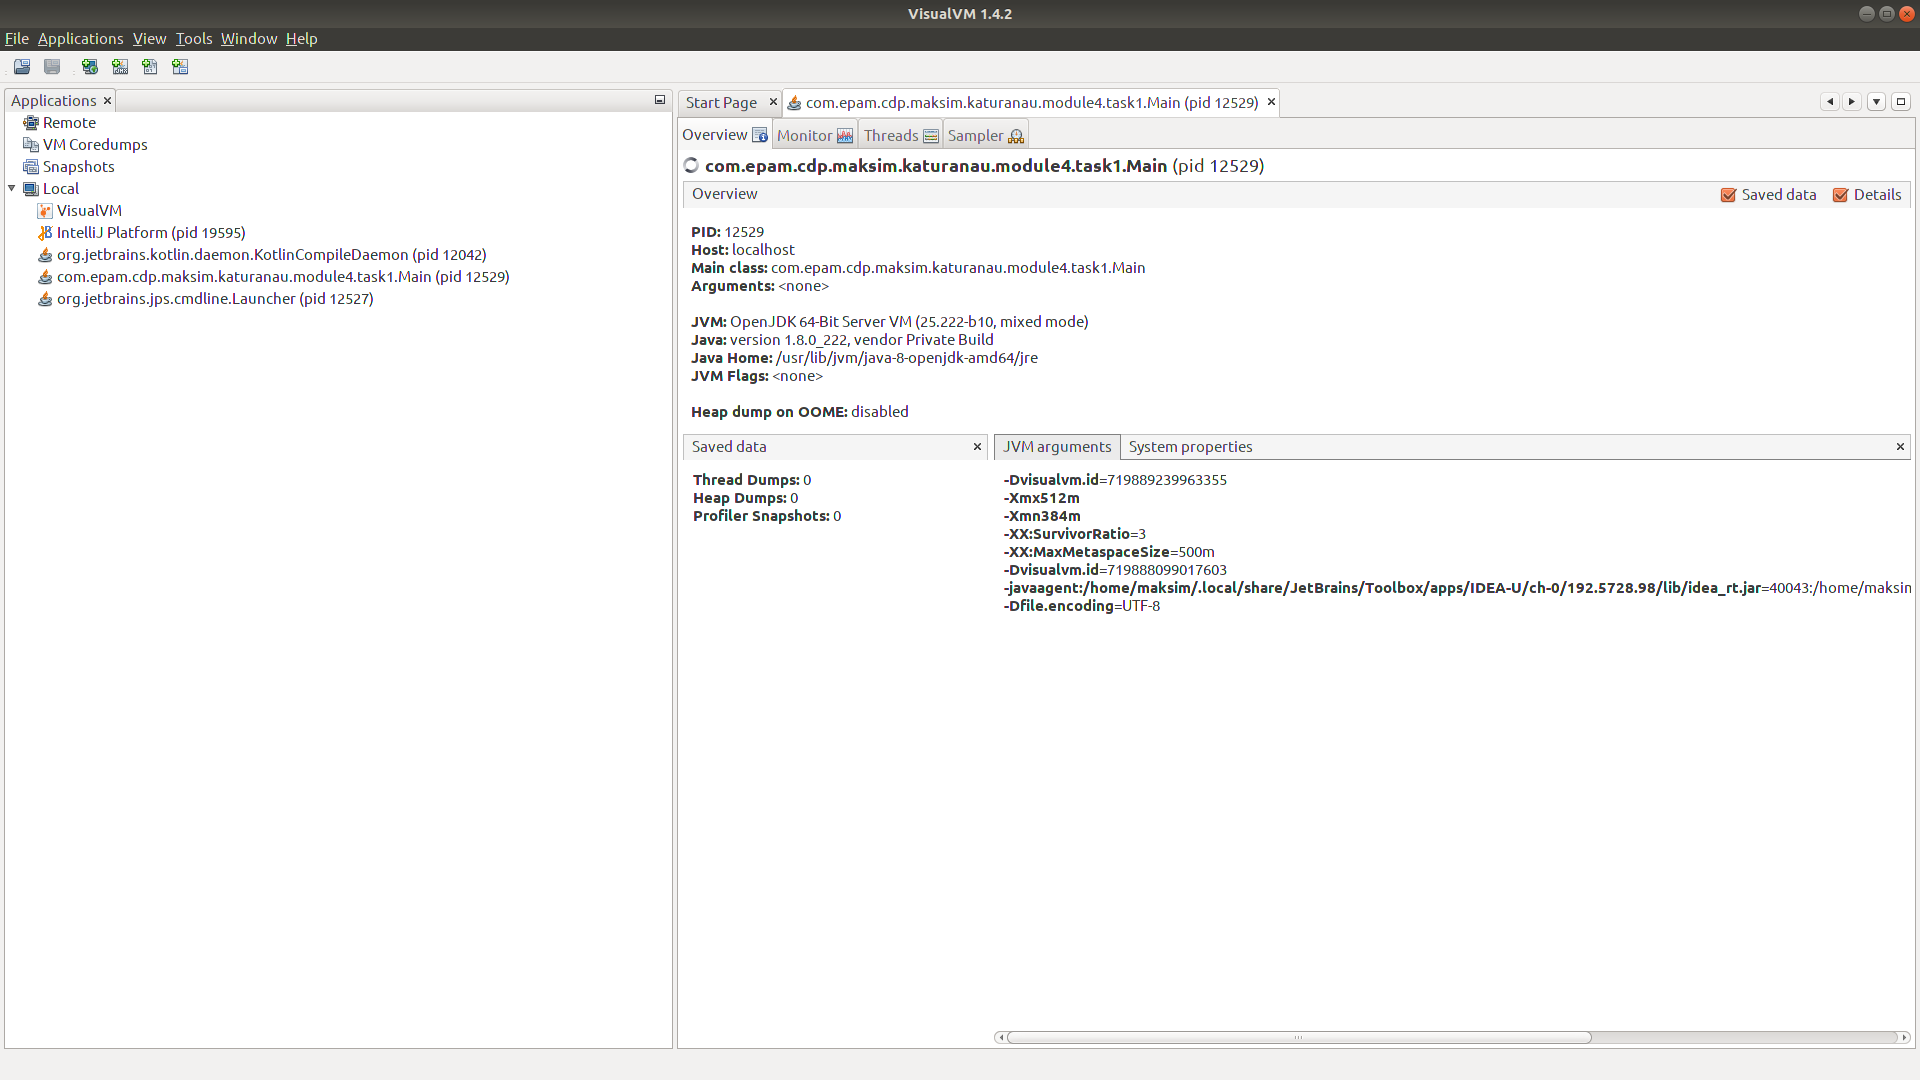 VisualVM 1.4.2
File Applications View Tools Window Help
Applications
Remote
VM Coredumps
Snapshots
Local
VisualVM
IntelliJ Platform (pid 19595)
org.jetbrains.kotlin.daemon.KotlinCompileDaemon (pid 12042)
com.epam.cdp.maksim.katuranau.module4.task1.Main (pid 12529)
org.jetbrains.jps.cmdline.Launcher (pid 12527)
Start Page com.epam.cdp.maksim.katuranau.module4.task1.Main (pid 12529)
Overview Monitor Threads Sampler
com.epam.cdp.maksim.katuranau.module4.task1.Main (pid 12529)
Overview Saved data Details
PID: 12529
Host: localhost
Main class: com.epam.cdp.maksim.katuranau.module4.task1.Main
Arguments: <none>
JVM: OpenJDK 64-Bit Server VM (25.222-b10, mixed mode)
Java: version 1.8.0_222, vendor Private Build
Java Home: /usr/lib/jvm/java-8-openjdk-amd64/jre
JVM Flags: <none>
Heap dump on OOME: disabled
Saved data
Thread Dumps: 0
Heap Dumps: 0
Profiler Snapshots: 0
JVM arguments System properties
-Dvisualvm.id=719889239963355
-Xmx512m
-Xmn384m
-XX:SurvivorRatio=3
-XX:MaxMetaspaceSize=500m
-Dvisualvm.id=719888099017603
-javaagent:/home/maksim/.local/share/JetBrains/Toolbox/apps/IDEA-U/ch-0/192.5728.98/lib/idea_rt.jar=40043:/home/maksin
-Dfile.encoding=UTF-8